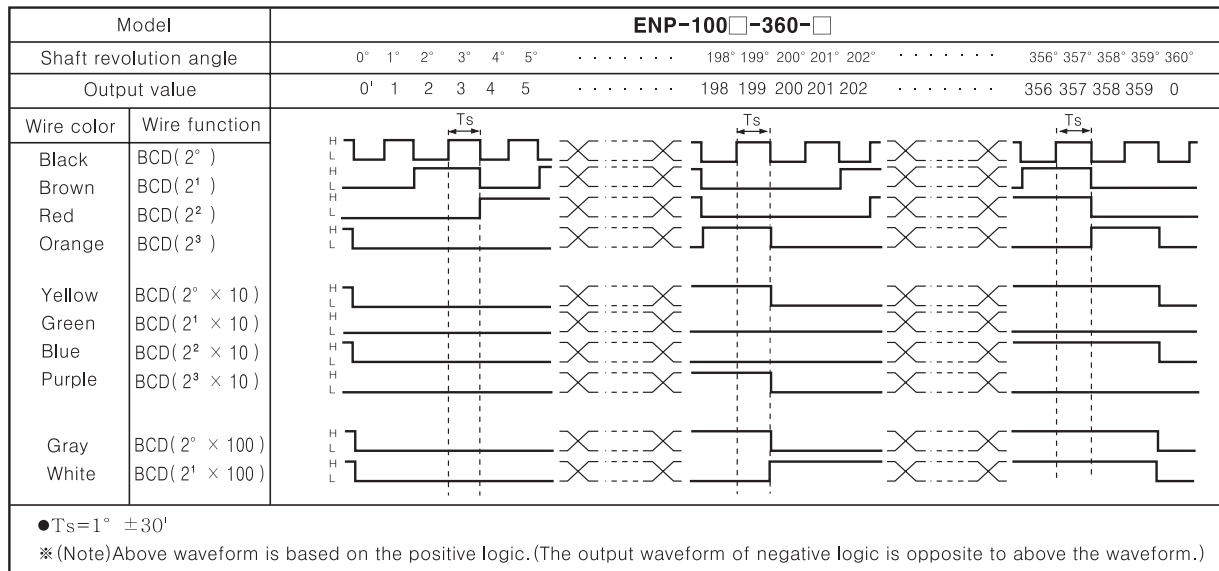 Model ENP-100□-360-□
Shaft revolution angle 0° 1° 2° 3° 4° 5° · · · · · · · 198° 199° 200° 201° 202° · · · · · · · 356° 357° 358° 359° 360°
Output value 0' 1 2 3 4 5 · · · · · · · 198 199 200 201 202 · · · · · · · 356 357 358 359 0
Wire color Wire function Ts Ts Ts
Black BCD( 2° ) H L
Brown BCD( 2¹ ) H L
Red BCD( 2² ) H L
Orange BCD( 2³ ) H L
Yellow BCD( 2° × 10 ) H L
Green BCD( 2¹ × 10 ) H L
Blue BCD( 2² × 10 ) H L
Purple BCD( 2³ × 10 ) H L
Gray BCD( 2° × 100 ) H L
White BCD( 2¹ × 100 ) H L
●Ts=1° ±30'
※(Note)Above waveform is based on the positive logic.(The output waveform of negative logic is opposite to above the waveform.)